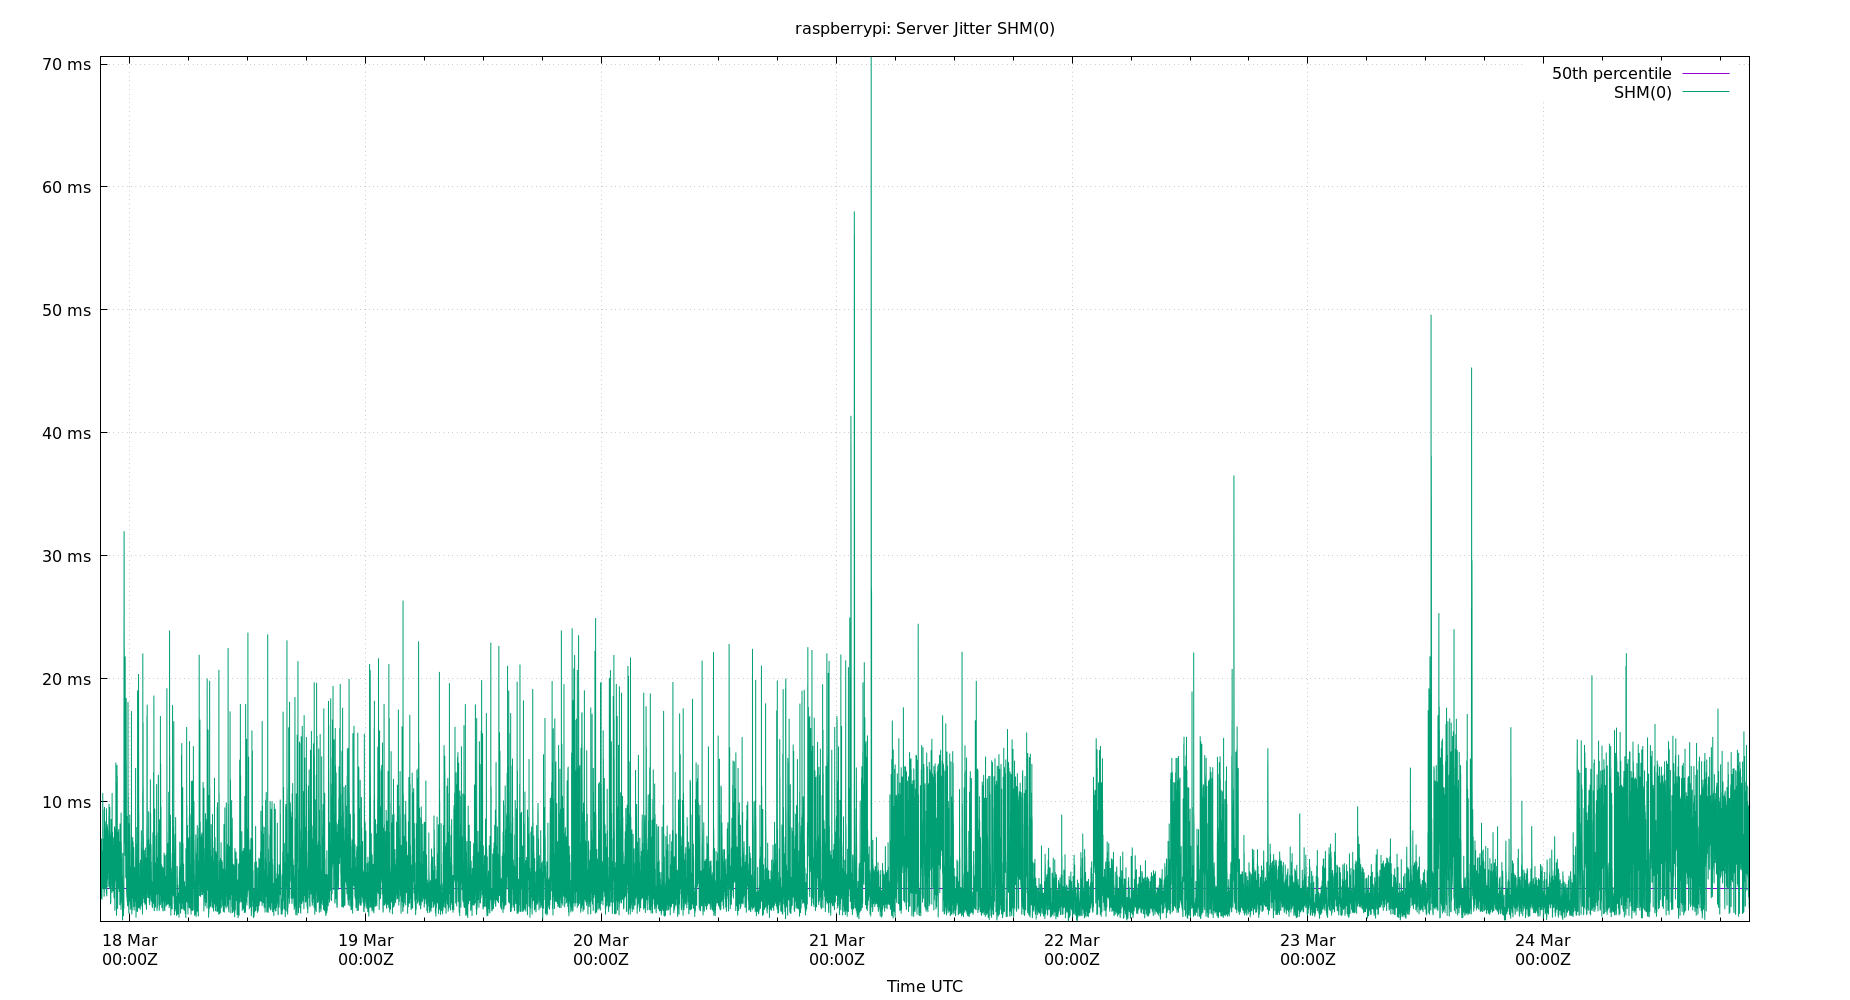 raspberrypi: Server Jitter SHM(0)
70 ms
60 ms
50 ms
40 ms
30 ms
20 ms
10 ms
50th percentile
SHM(0)
18 Mar
00:00Z
19 Mar
00:00Z
20 Mar
00:00Z
21 Mar
00:00Z
22 Mar
00:00Z
23 Mar
00:00Z
24 Mar
00:00Z
Time UTC